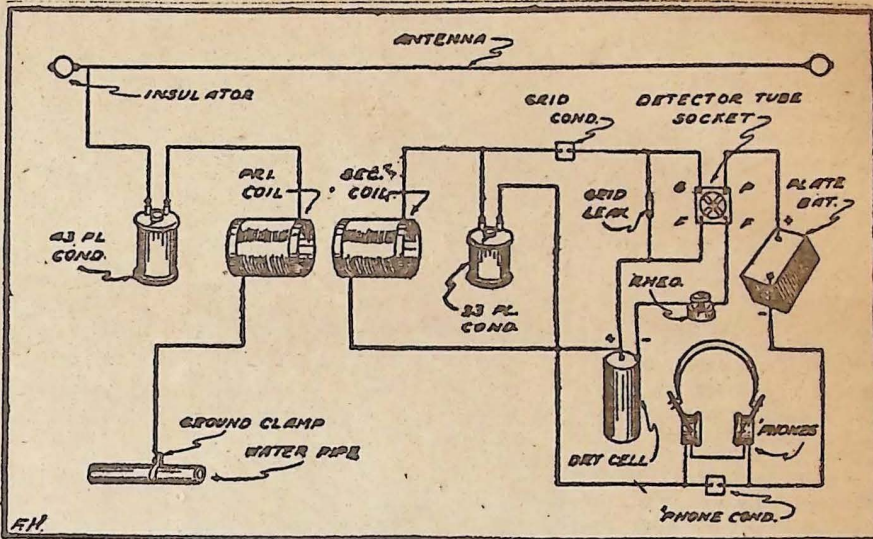 ANTENNA
INSULATOR
GRID
COND.
DETECTOR TUBE
SOCKET
PRI.
COIL
SEC.
COIL
GRID
LEAK
G
P
F
F
PLATE
BAT.
+
-
43 PL
COND.
23 PL.
COND.
RHEO.
+
-
GROUND CLAMP
WATER PIPE
DRY CELL
'PHONES
'PHONE COND.
F.H.